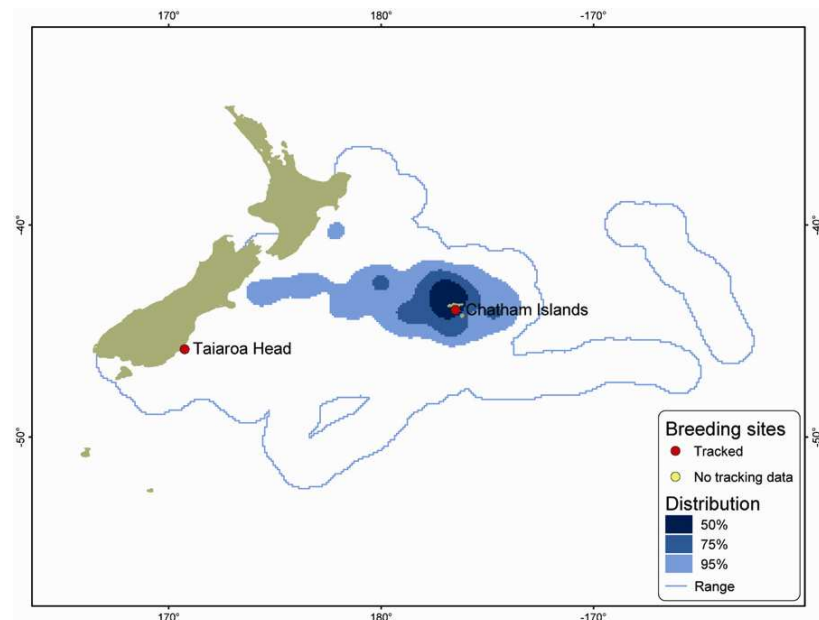 170°
180°
-170°
40°
-40°
Chatham Islands
Taiaroa Head
50°
-50°
Breeding sites
Tracked
No tracking data
Distribution
50%
75%
95%
Range
170°
180°
-170°